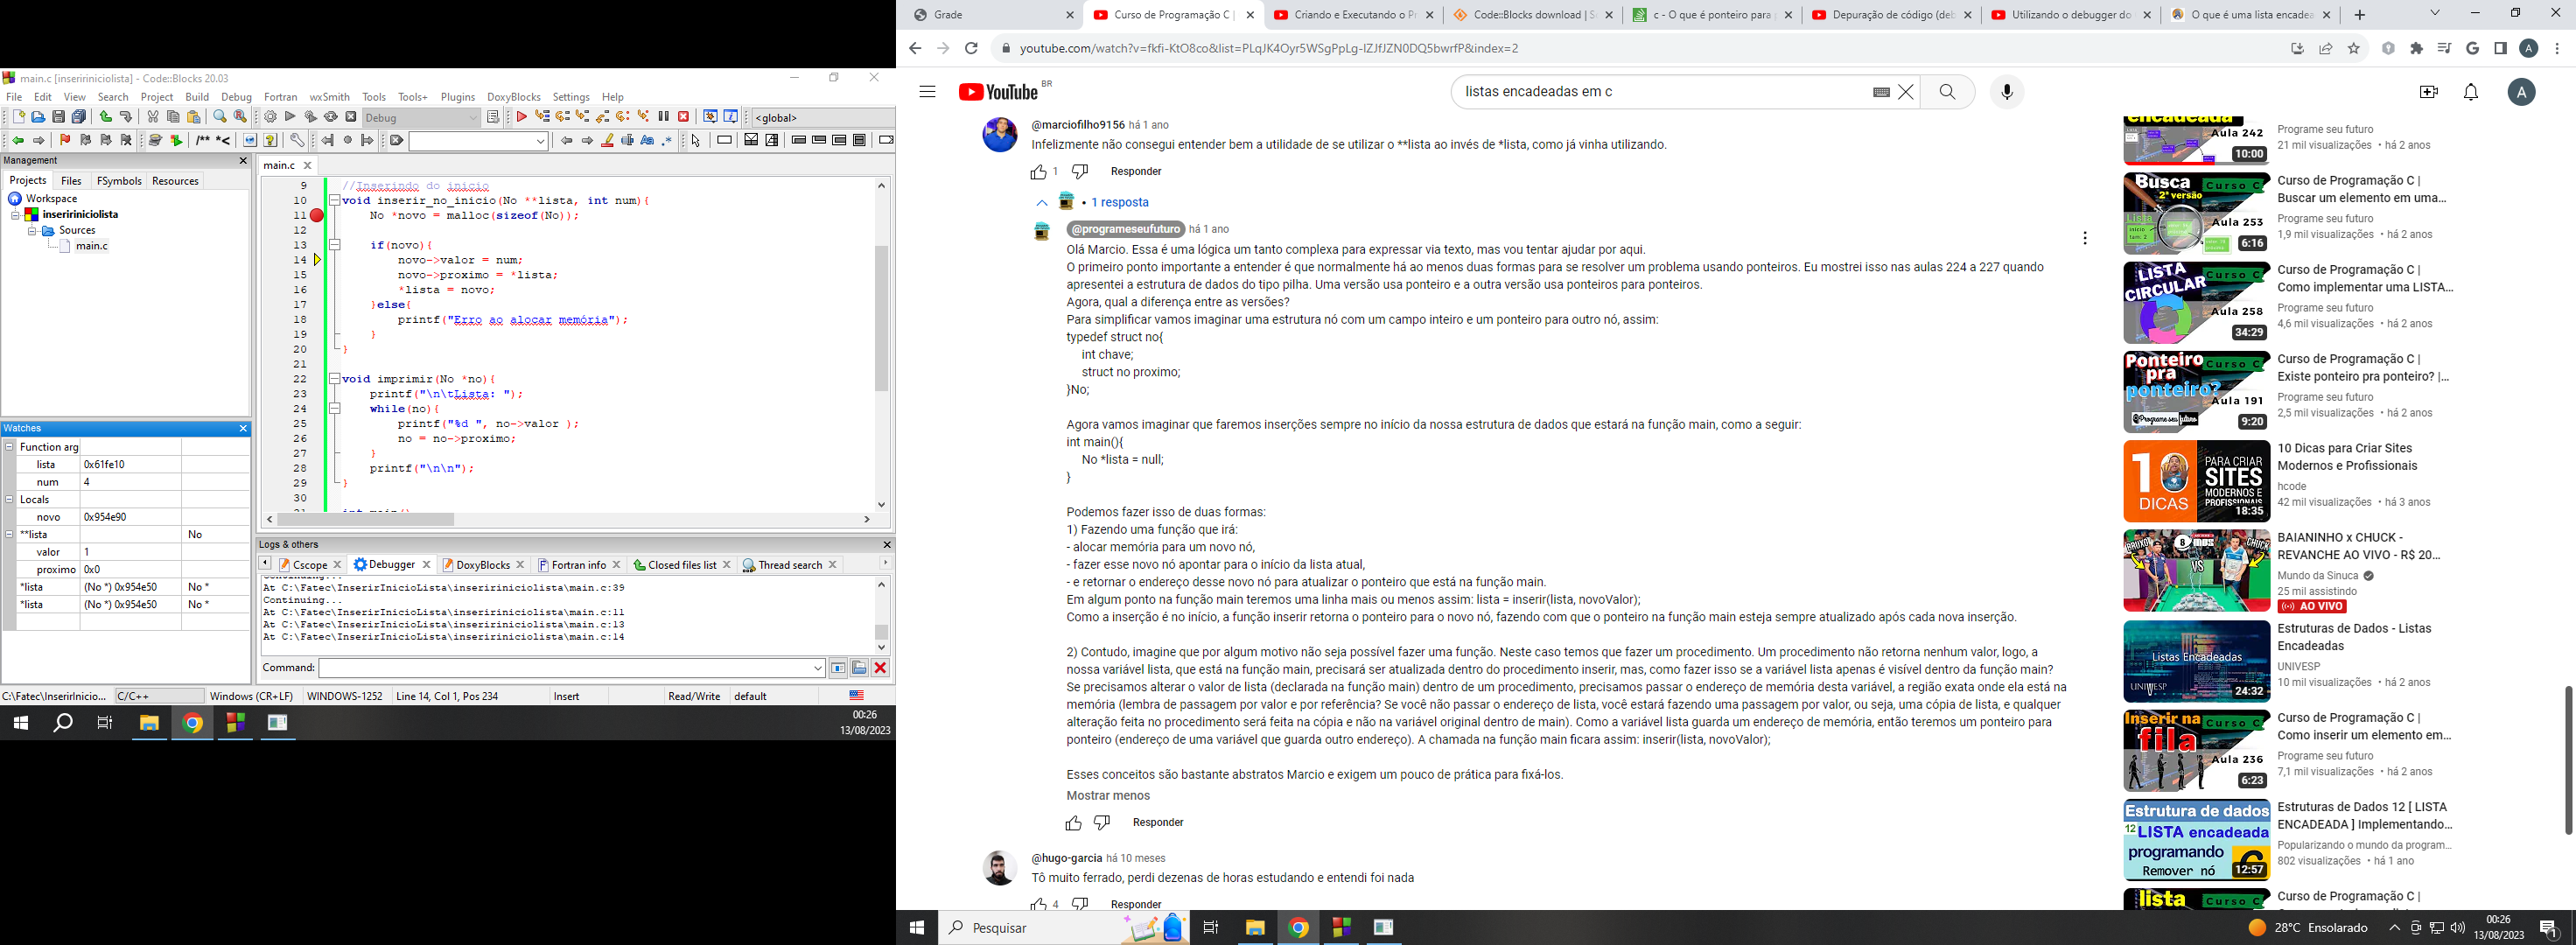 main.c [inseririniciolista] - Code::Blocks 20.03
File Edit View Search Project Build Debug Fortran wxSmith Tools Tools+ Plugins DoxyBlocks Settings Help
Debug
<global>
Management
Projects Files FSymbols Resources
Workspace
inseririniciolista
Sources
main.c
main.c
9 //Inserindo do inicio
10 void inserir_no_inicio(No **lista, int num){
11 No *novo = malloc(sizeof(No));
12
13 if(novo){
14 novo->valor = num;
15 novo->proximo = *lista;
16 *lista = novo;
17 }else{
18 printf("Erro ao alocar memória");
19 }
20 }
21
22 void imprimir(No *no){
23 printf("\n\tLista: ");
24 while(no){
25 printf("%d ", no->valor );
26 no = no->proximo;
27 }
28 printf("\n\n");
29 }
30
Watches
Function arg
lista 0x61fe10
num 4
Locals
novo 0x954e90
**lista No
valor 1
proximo 0x0
*lista (No *) 0x954e50 No *
*lista (No *) 0x954e50 No *
Logs & others
Cscope Debugger DoxyBlocks Fortran info Closed files list Thread search
Continuing...
At C:\Fatec\InserirInicioLista\inseririniciolista\main.c:39
Continuing...
At C:\Fatec\InserirInicioLista\inseririniciolista\main.c:11
At C:\Fatec\InserirInicioLista\inseririniciolista\main.c:13
At C:\Fatec\InserirInicioLista\inseririniciolista\main.c:14
Command:
C:\Fatec\InserirInicio... C/C++ Windows (CR+LF) WINDOWS-1252 Line 14, Col 1, Pos 234 Insert Read/Write default
00:26
13/08/2023
Grade
Curso de Programação C |
Criando e Executando o Pr
Code::Blocks download | S
c - O que é ponteiro para
Depuração de código (deb
Utilizando o debugger do
O que é uma lista encadea
youtube.com/watch?v=fkfi-KtO8co&list=PLqJK4Oyr5WSgPpLg-IZJfJZN0DQ5bwrfP&index=2
A
YouTube BR
listas encadeadas em c
A
@marciofilho9156 há 1 ano
Infelizmente não consegui entender bem a utilidade de se utilizar o **lista ao invés de *lista, como já vinha utilizando.
1 Responder
• 1 resposta
@programeseufuturo há 1 ano
Olá Marcio. Essa é uma lógica um tanto complexa para expressar via texto, mas vou tentar ajudar por aqui.
O primeiro ponto importante a entender é que normalmente há ao menos duas formas para se resolver um problema usando ponteiros. Eu mostrei isso nas aulas 224 a 227 quando
apresentei a estrutura de dados do tipo pilha. Uma versão usa ponteiro e a outra versão usa ponteiros para ponteiros.
Agora, qual a diferença entre as versões?
Para simplificar vamos imaginar uma estrutura nó com um campo inteiro e um ponteiro para outro nó, assim:
typedef struct no{
int chave;
struct no proximo;
}No;
Agora vamos imaginar que faremos inserções sempre no início da nossa estrutura de dados que estará na função main, como a seguir:
int main(){
No *lista = null;
}
Podemos fazer isso de duas formas:
1) Fazendo uma função que irá:
- alocar memória para um novo nó,
- fazer esse novo nó apontar para o início da lista atual,
- e retornar o endereço desse novo nó para atualizar o ponteiro que está na função main.
Em algum ponto na função main teremos uma linha mais ou menos assim: lista = inserir(lista, novoValor);
Como a inserção é no início, a função inserir retorna o ponteiro para o novo nó, fazendo com que o ponteiro na função main esteja sempre atualizado após cada nova inserção.
2) Contudo, imagine que por algum motivo não seja possível fazer uma função. Neste caso temos que fazer um procedimento. Um procedimento não retorna nenhum valor, logo, a
nossa variável lista, que está na função main, precisará ser atualizada dentro do procedimento inserir, mas, como fazer isso se a variável lista apenas é visível dentro da função main?
Se precisamos alterar o valor de lista (declarada na função main) dentro de um procedimento, precisamos passar o endereço de memória desta variável, a região exata onde ela está na
memória (lembra de passagem por valor e por referência? Se você não passar o endereço de lista, você estará fazendo uma passagem por valor, ou seja, uma cópia de lista, e qualquer
alteração feita no procedimento será feita na cópia e não na variável original dentro de main). Como a variável lista guarda um endereço de memória, então teremos um ponteiro para
ponteiro (endereço de uma variável que guarda outro endereço). A chamada na função main ficara assim: inserir(lista, novoValor);
Esses conceitos são bastante abstratos Marcio e exigem um pouco de prática para fixá-los.
Mostrar menos
Responder
@hugo-garcia há 10 meses
Tô muito ferrado, perdi dezenas de horas estudando e entendi foi nada
4 Responder
encadeada
Aula 242
10:00
Programe seu futuro
21 mil visualizações • há 2 anos
Busca
2ª versão
Curso C
Aula 253
6:16
Curso de Programação C |
Buscar um elemento em uma...
Programe seu futuro
1,9 mil visualizações • há 2 anos
LISTA
CIRCULAR
Curso C
Aula 258
34:29
Curso de Programação C |
Como implementar uma LISTA...
Programe seu futuro
4,6 mil visualizações • há 2 anos
Ponteiro
pra
ponteiro?
Curso C
Aula 191
@Programe seu futuro
9:20
Curso de Programação C |
Existe ponteiro pra ponteiro? |...
Programe seu futuro
2,5 mil visualizações • há 2 anos
10
DICAS
PARA CRIAR
SITES
MODERNOS E
PROFISSIONAIS
18:35
10 Dicas para Criar Sites
Modernos e Profissionais
hcode
42 mil visualizações • há 3 anos
VS
BAIANINHO x CHUCK -
REVANCHE AO VIVO - R$ 20...
Mundo da Sinuca
25 mil assistindo
AO VIVO
Listas Encadeadas
UNIVESP
24:32
Estruturas de Dados - Listas
Encadeadas
UNIVESP
10 mil visualizações • há 2 anos
Inserir na
fila
Curso C
Aula 236
6:23
Curso de Programação C |
Como inserir um elemento em...
Programe seu futuro
7,1 mil visualizações • há 2 anos
Estrutura de dados
12 LISTA encadeada
programando
Remover nó
12:57
Estruturas de Dados 12 [ LISTA
ENCADEADA ] Implementando...
Popularizando o mundo da program...
802 visualizações • há 1 ano
lista
Curso C
Curso de Programação C |
Pesquisar
28°C Ensolarado
00:26
13/08/2023
1